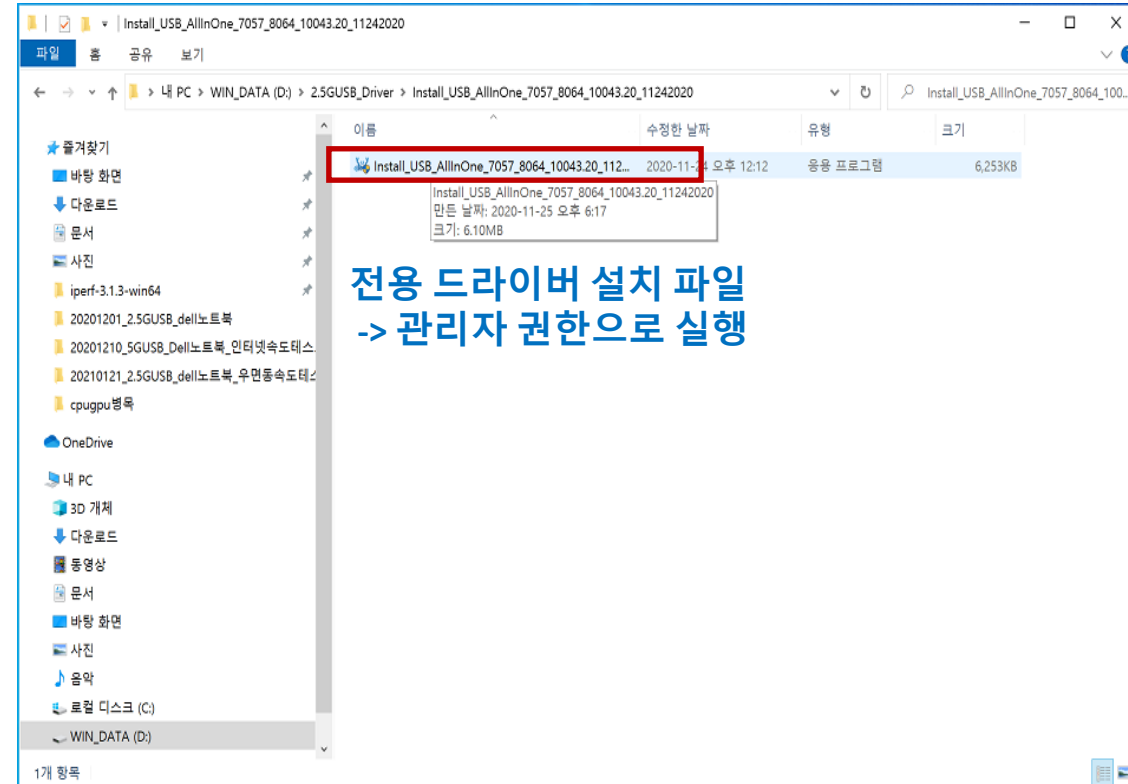 Install_USB_AllInOne_7057_8064_10043.20_11242020
파일 홈 공유 보기
내 PC > WIN_DATA (D:) > 2.5GUSB_Driver > Install_USB_AllInOne_7057_8064_10043.20_11242020
Install_USB_AllInOne_7057_8064_100...
이름 수정한 날짜 유형 크기
Install_USB_AllInOne_7057_8064_10043.20_112... 2020-11-24 오후 12:12 응용 프로그램 6,253KB
Install_USB_AllInOne_7057_8064_10043.20_11242020
만든 날짜: 2020-11-25 오후 6:17
크기: 6.10MB
전용 드라이버 설치 파일
-> 관리자 권한으로 실행
즐겨찾기
바탕 화면
다운로드
문서
사진
iperf-3.1.3-win64
20201201_2.5GUSB_dell노트북
20201210_5GUSB_Dell노트북_인터넷속도테스
20210121_2.5GUSB_dell노트북_우면동속도테스
cpugpu병목
OneDrive
내 PC
3D 개체
다운로드
동영상
문서
바탕 화면
사진
음악
로컬 디스크 (C:)
WIN_DATA (D:)
1개 항목